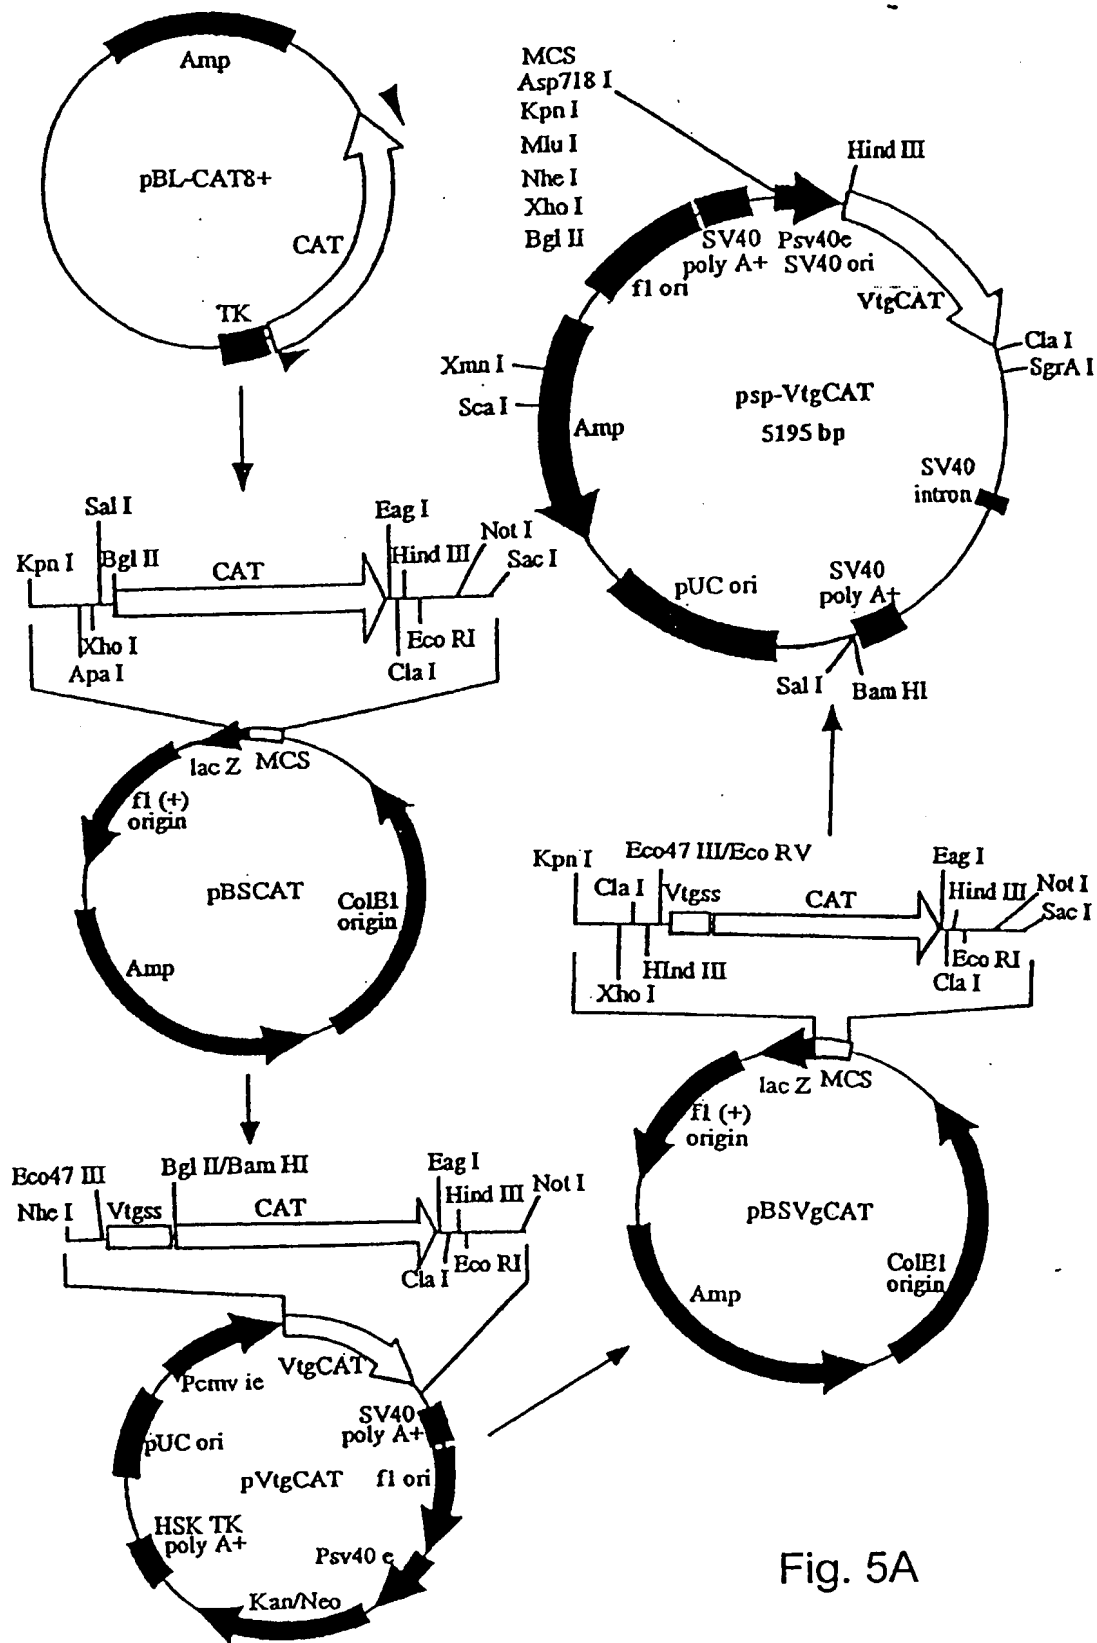 Amp
pBL-CAT8+
CAT
TK
MCS
Asp718 I
Kpn I
Mlu I
Nhe I
Xho I
Bgl II
Hind III
SV40
poly A+
Psv40e
SV40 ori
f1 ori
VtgCAT
Cla I
SgrA I
Xmn I
Sca I
Amp
psp-VtgCAT
5195 bp
SV40
intron
pUC ori
SV40
poly A+
Sal I
Bam HI
Sal I
Kpn I
Bgl II
CAT
Eag I
Hind III
Not I
Sac I
Xho I
Apa I
Eco RI
Cla I
lac Z
MCS
f1 (+)
origin
pBSCAT
ColE1
origin
Amp
Eco47 III
Nhe I
Vtgss
Bgl II/Bam HI
CAT
Eag I
Hind III
Not I
Cla I
Eco RI
Pcmv ie
VtgCAT
SV40
poly A+
pUC ori
pVtgCAT
f1 ori
HSK TK
poly A+
Psv40 e
Kan/Neo
Kpn I
Eco47 III/Eco RV
Cla I
Vtgss
CAT
Eag I
Hind III
Not I
Sac I
HInd III
Xho I
Eco RI
Cla I
lac Z
MCS
f1 (+)
origin
pBSVgCAT
ColE1
origin
Amp
Fig. 5A